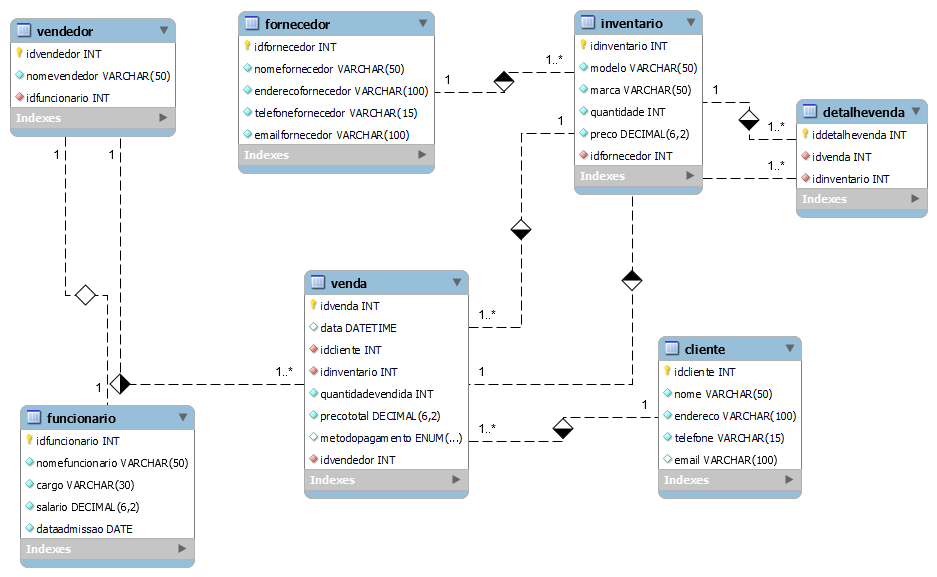 vendedor
idvendedor INT
nomevendedor VARCHAR(50)
idfuncionario INT
Indexes
fornecedor
idfornecedor INT
nomefornecedor VARCHAR(50)
enderecofornecedor VARCHAR(100)
telefonefornecedor VARCHAR(15)
emailfornecedor VARCHAR(100)
Indexes
inventario
idinventario INT
modelo VARCHAR(50)
marca VARCHAR(50)
quantidade INT
preco DECIMAL(6,2)
idfornecedor INT
Indexes
detalhevenda
iddetalhevenda INT
idvenda INT
idinventario INT
Indexes
1
1..*
1
1..*
1..*
1
1
1
venda
idvenda INT
data DATETIME
idcliente INT
idinventario INT
quantidadevendida INT
precototal DECIMAL(6,2)
metodopagamento ENUM(...)
idvendedor INT
Indexes
1..*
1..*
1
1..*
1
1
cliente
idcliente INT
nome VARCHAR(50)
endereco VARCHAR(100)
telefone VARCHAR(15)
email VARCHAR(100)
Indexes
funcionario
idfuncionario INT
nomefuncionario VARCHAR(50)
cargo VARCHAR(30)
salario DECIMAL(6,2)
dataadmissao DATE
Indexes